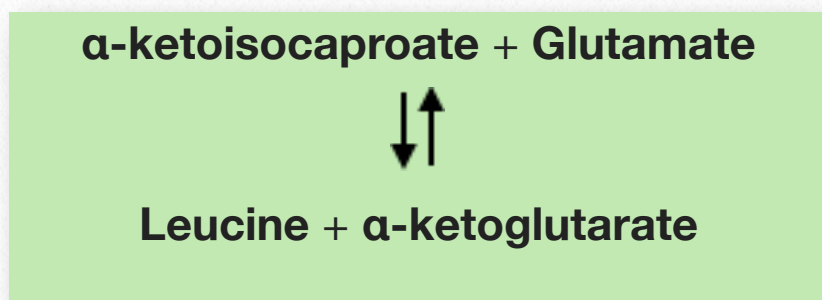 α-ketoisocaproate + Glutamate
Leucine + α-ketoglutarate